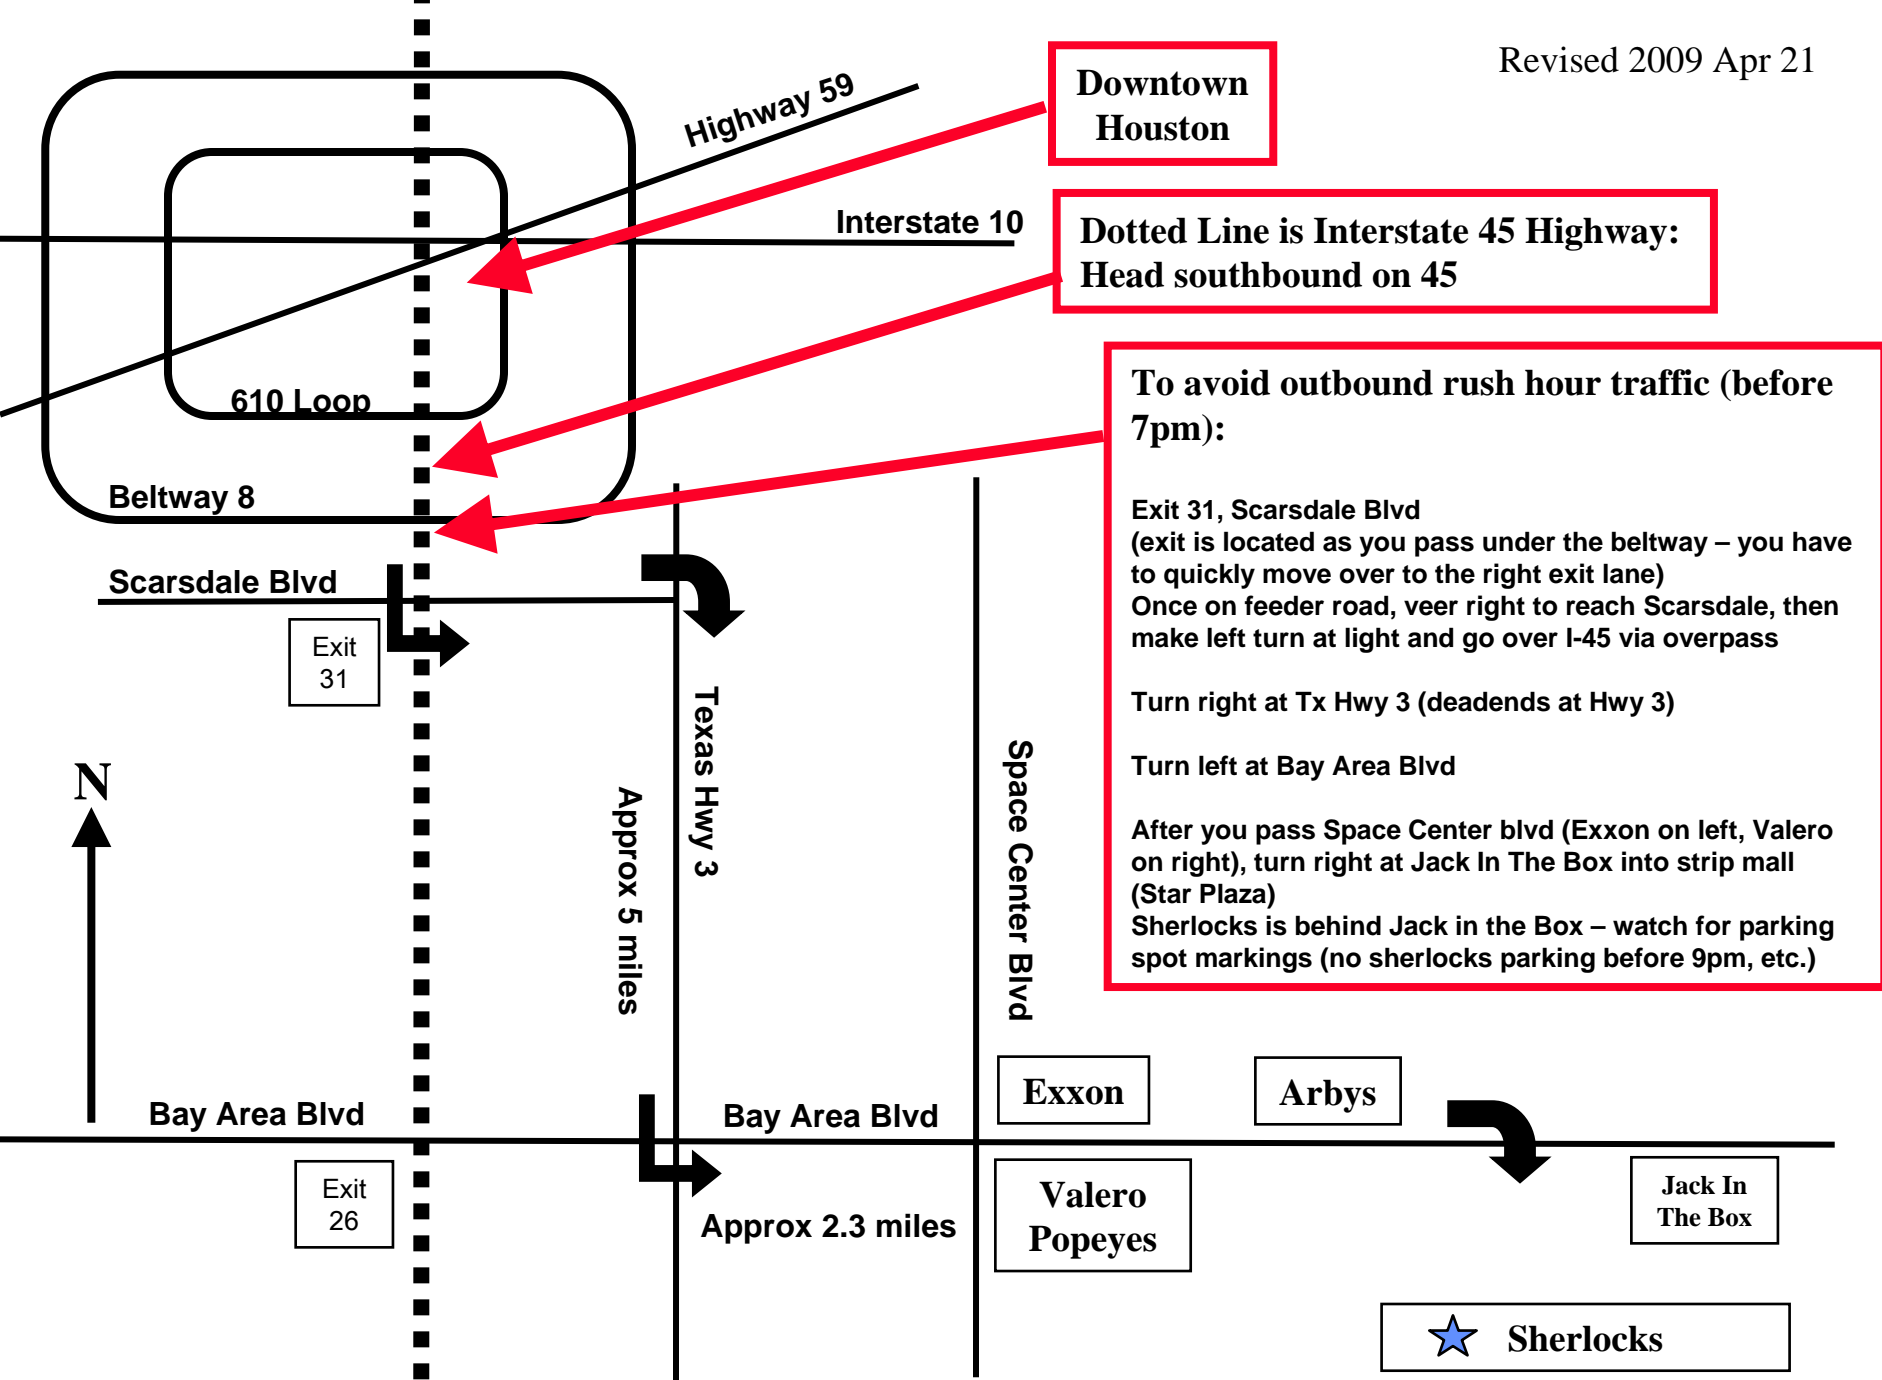 Revised 2009 Apr 21
Downtown
Houston
Highway 59
Interstate 10
Dotted Line is Interstate 45 Highway:
Head southbound on 45
610 Loop
Beltway 8
To avoid outbound rush hour traffic (before
7pm):
Exit 31, Scarsdale Blvd
(exit is located as you pass under the beltway – you have
to quickly move over to the right exit lane)
Once on feeder road, veer right to reach Scarsdale, then
make left turn at light and go over I-45 via overpass
Turn right at Tx Hwy 3 (deadends at Hwy 3)
Turn left at Bay Area Blvd
After you pass Space Center blvd (Exxon on left, Valero
on right), turn right at Jack In The Box into strip mall
(Star Plaza)
Sherlocks is behind Jack in the Box – watch for parking
spot markings (no sherlocks parking before 9pm, etc.)
Scarsdale Blvd
Exit
31
N
Texas Hwy 3
Approx 5 miles
Space Center Blvd
Bay Area Blvd
Bay Area Blvd
Exxon
Arbys
Exit
26
Approx 2.3 miles
Valero
Popeyes
Jack In
The Box
Sherlocks